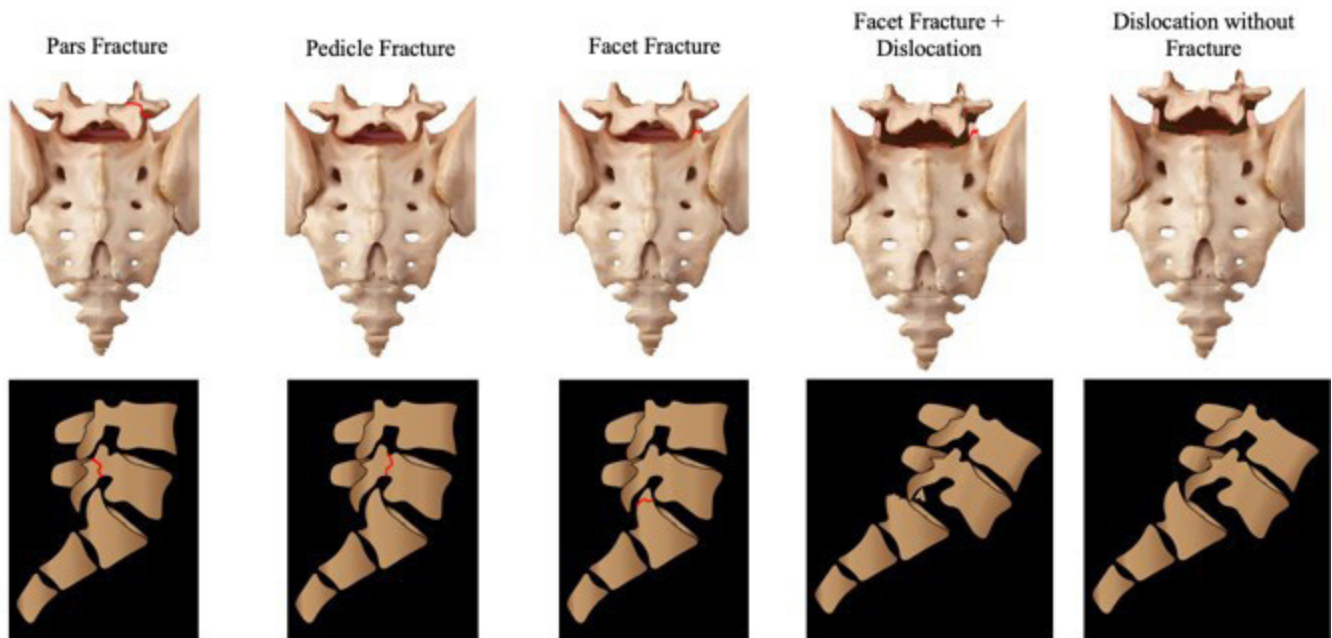 Pars Fracture
Pedicle Fracture
Facet Fracture
Facet Fracture +
Dislocation
Dislocation without
Fracture